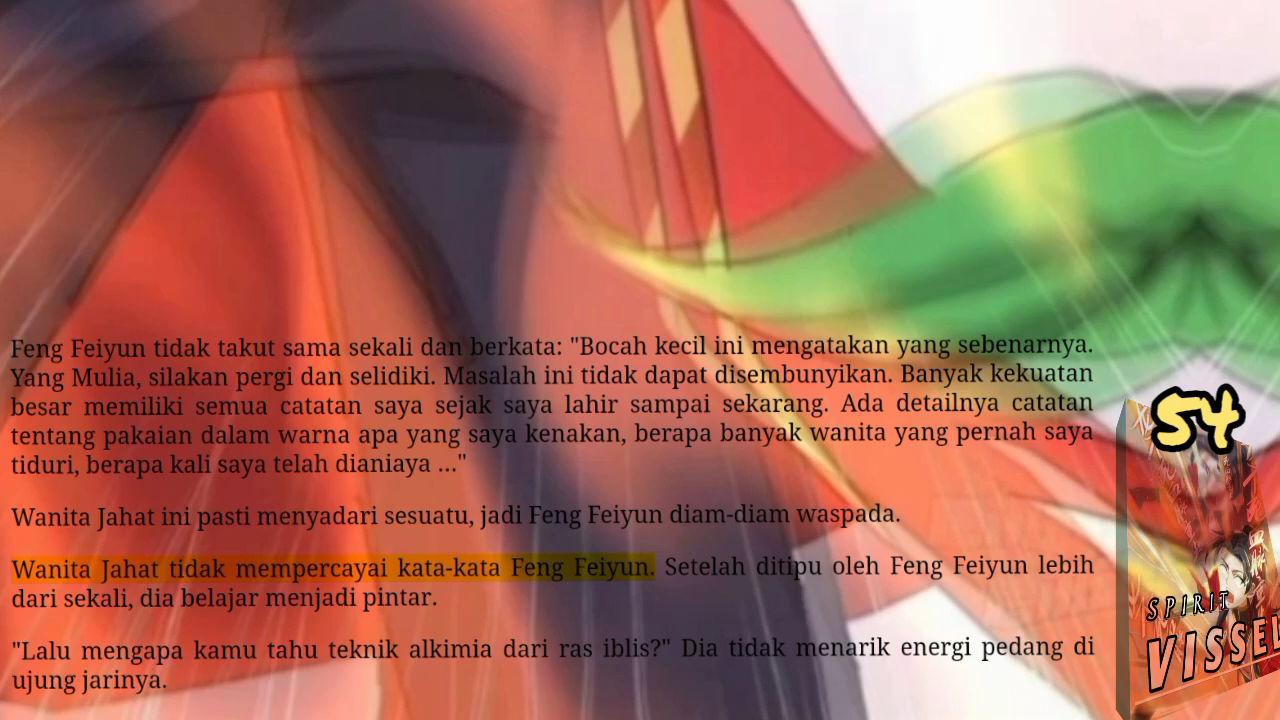 Feng Feiyun tidak takut sama sekali dan berkata: "Bocah kecil ini mengatakan yang sebenarnya.
Yang Mulia, silakan pergi dan selidiki. Masalah ini tidak dapat disembunyikan. Banyak kekuatan
besar memiliki semua catatan saya sejak saya lahir sampai sekarang. Ada detailnya catatan
tentang pakaian dalam warna apa yang saya kenakan, berapa banyak wanita yang pernah saya
tiduri, berapa kali saya telah dianiaya ..."
Wanita Jahat ini pasti menyadari sesuatu, jadi Feng Feiyun diam-diam waspada.
Wanita Jahat tidak mempercayai kata-kata Feng Feiyun. Setelah ditipu oleh Feng Feiyun lebih
dari sekali, dia belajar menjadi pintar.
"Lalu mengapa kamu tahu teknik alkimia dari ras iblis?" Dia tidak menarik energi pedang di
ujung jarinya.
54
SPIRIT
VISSEL